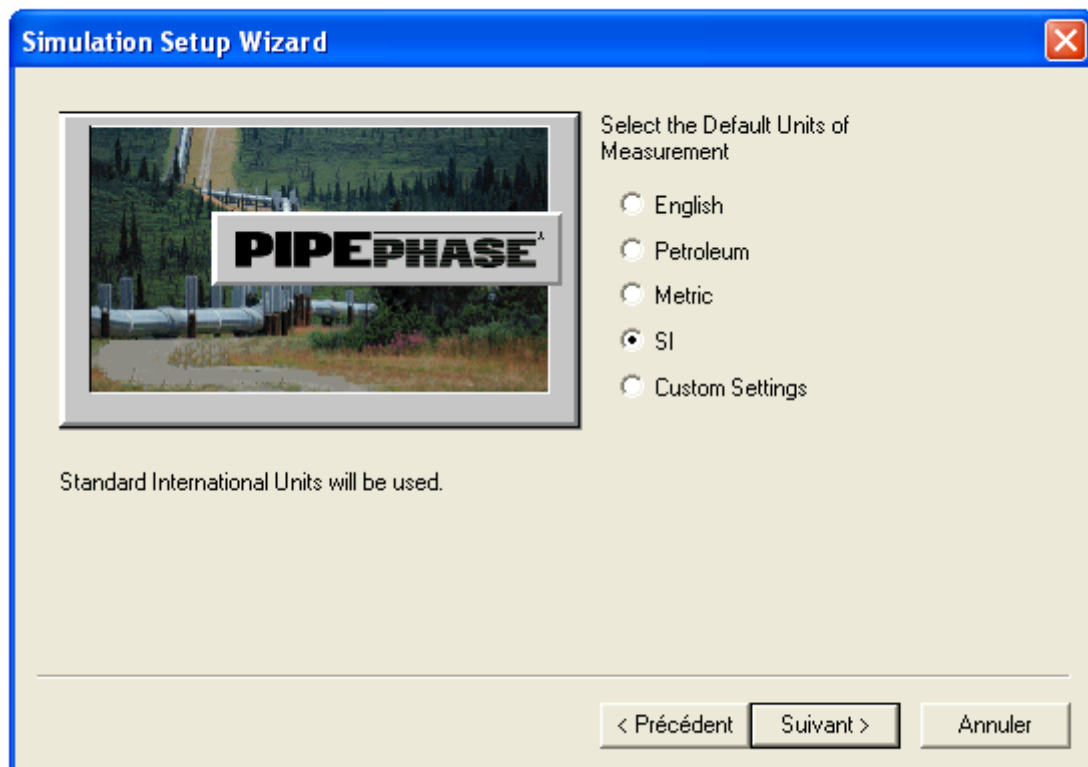 Simulation Setup Wizard
PIPEPHASE
Select the Default Units of
Measurement
English
Petroleum
Metric
SI
Custom Settings
Standard International Units will be used.
< Précédent
Suivant >
Annuler